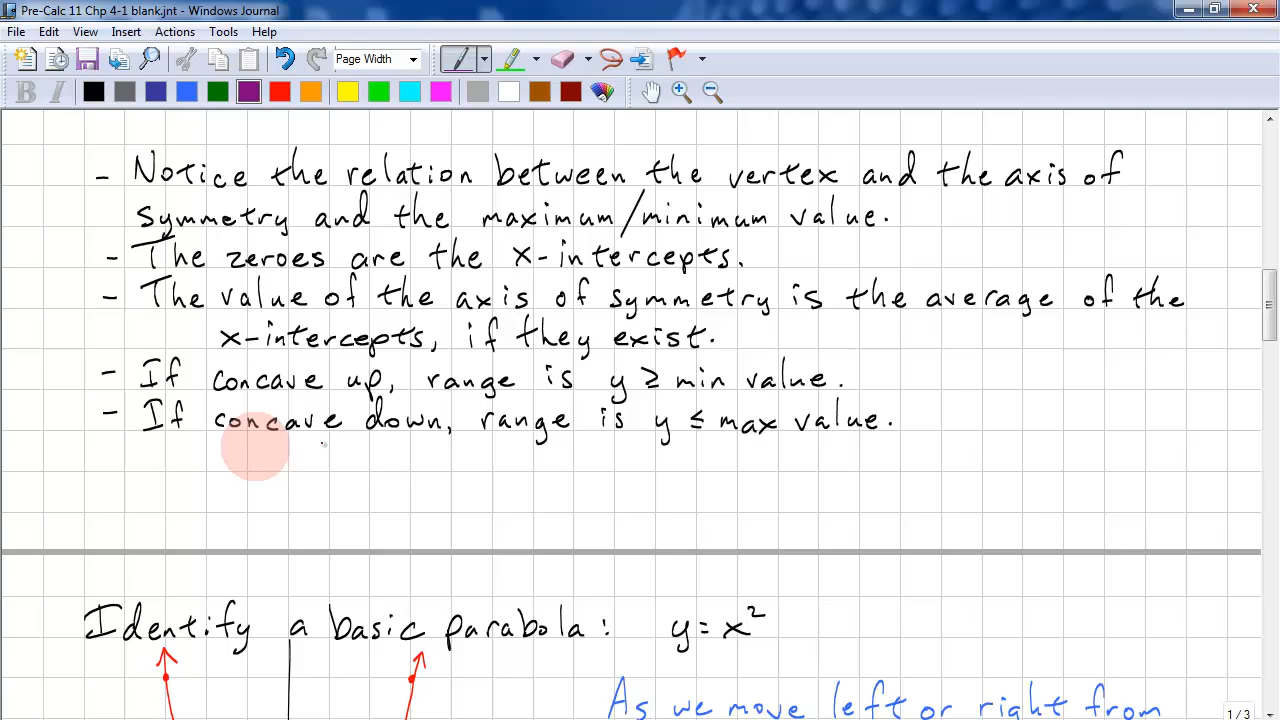 Pre-Calc 11 Chp 4-1 blank.jnt - Windows Journal
File Edit View Insert Actions Tools Help
Page Width
B I
- Notice the relation between the vertex and the axis of
symmetry and the maximum/minimum value.
- The zeroes are the x-intercepts.
- The value of the axis of symmetry is the average of the
x-intercepts, if they exist.
- If concave up, range is y ≥ min value.
- If concave down, range is y ≤ max value.
Identify a basic parabola: y = x²
As we move left or right from
1/3